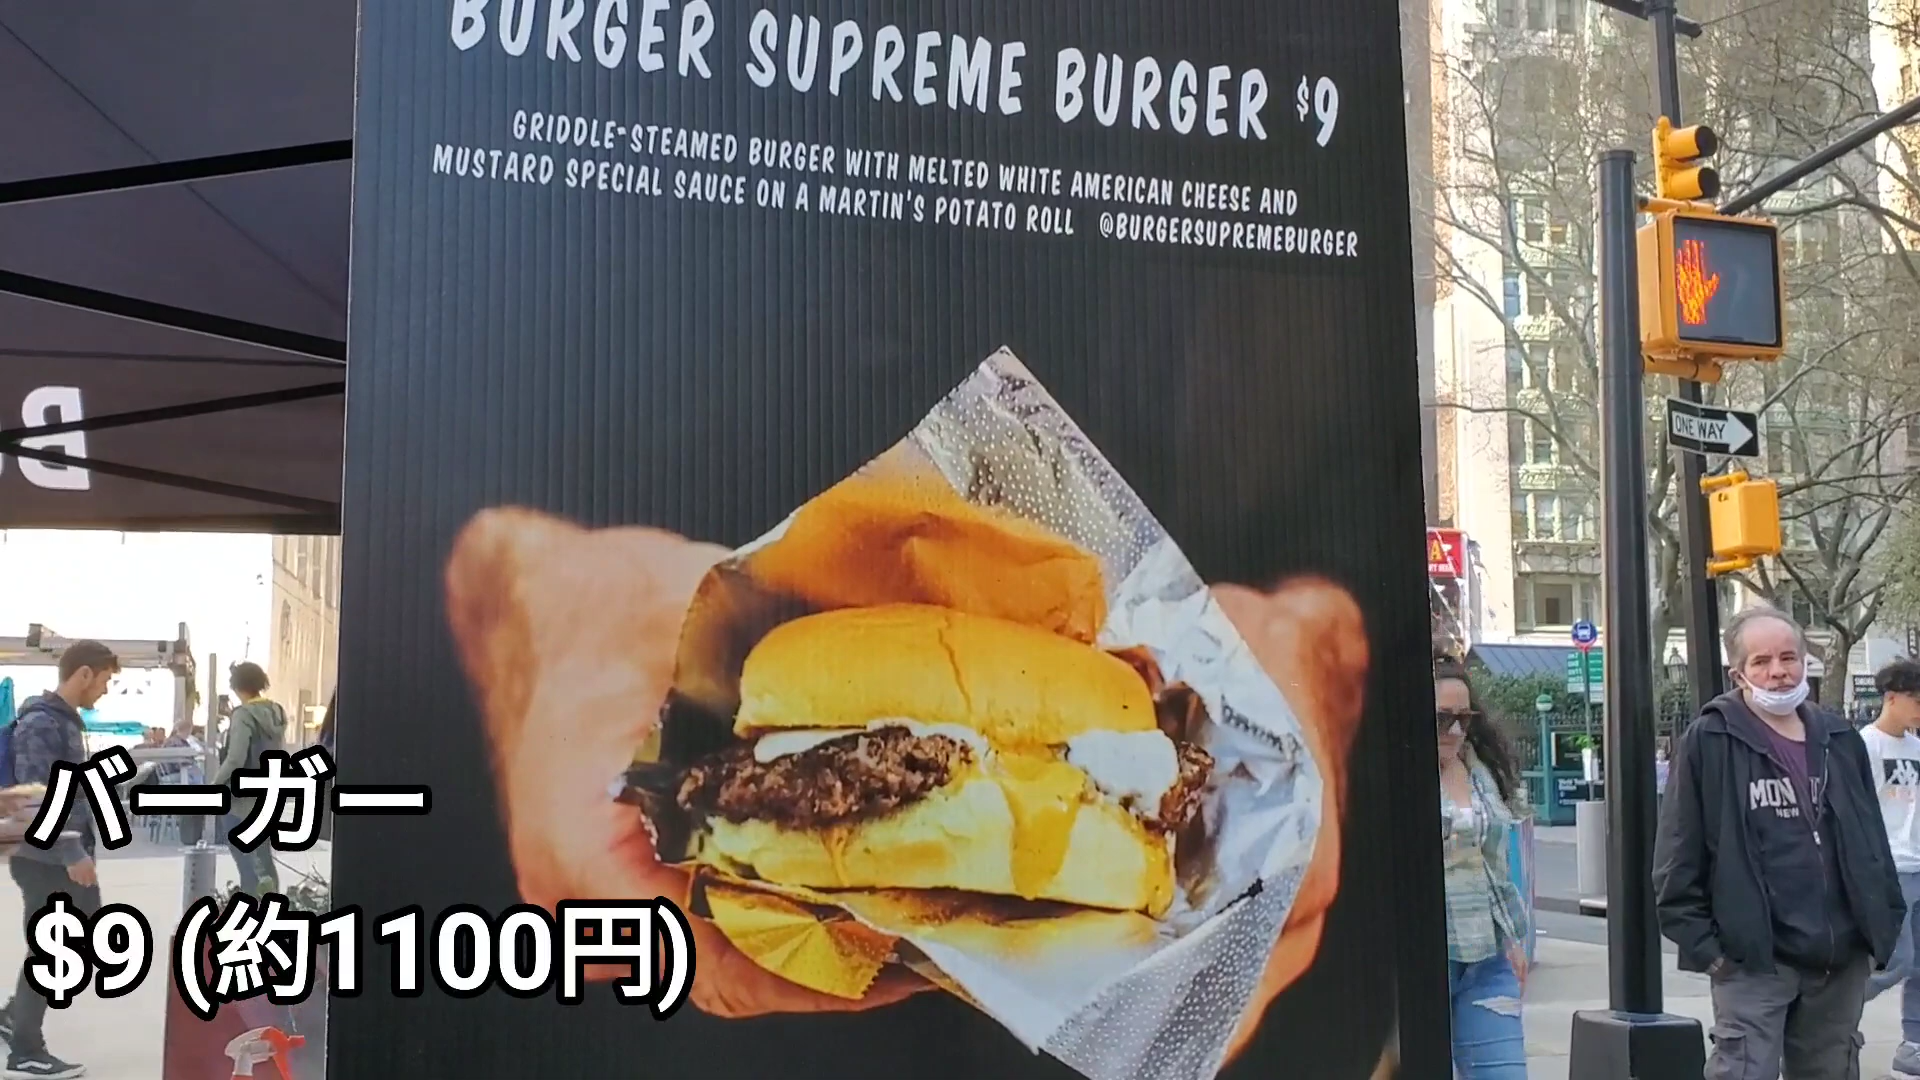 BURGER SUPREME BURGER $9
GRIDDLE-STEAMED BURGER WITH MELTED WHITE AMERICAN CHEESE AND
MUSTARD SPECIAL SAUCE ON A MARTIN'S POTATO ROLL @BURGERSUPREMEBURGER
ONE WAY
バーガー
$9 (約1100円)
NEW